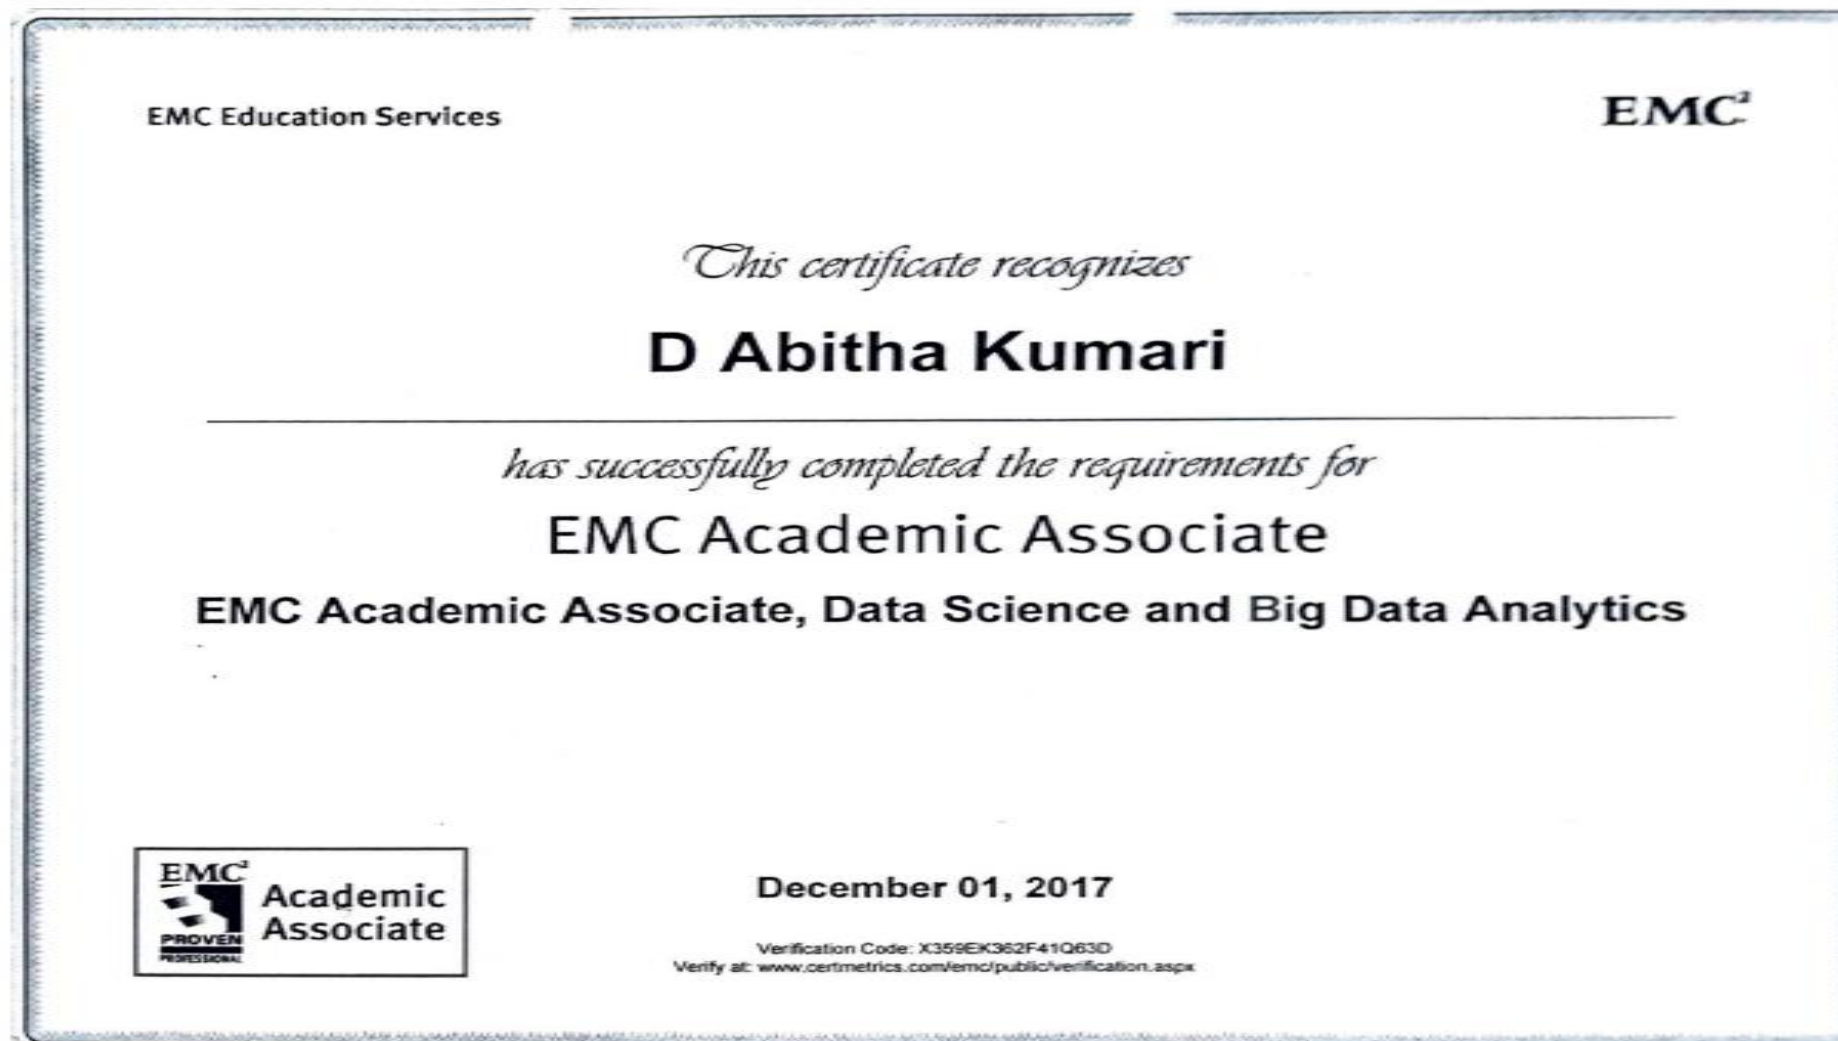 EMC Education Services
EMC²
This certificate recognizes
D Abitha Kumari
has successfully completed the requirements for
EMC Academic Associate
EMC Academic Associate, Data Science and Big Data Analytics
EMC²
PROVEN
PROFESSIONAL
Academic
Associate
December 01, 2017
Verification Code: X359EK362F41Q63D
Verify at: www.certmetrics.com/emc/public/verification.aspx